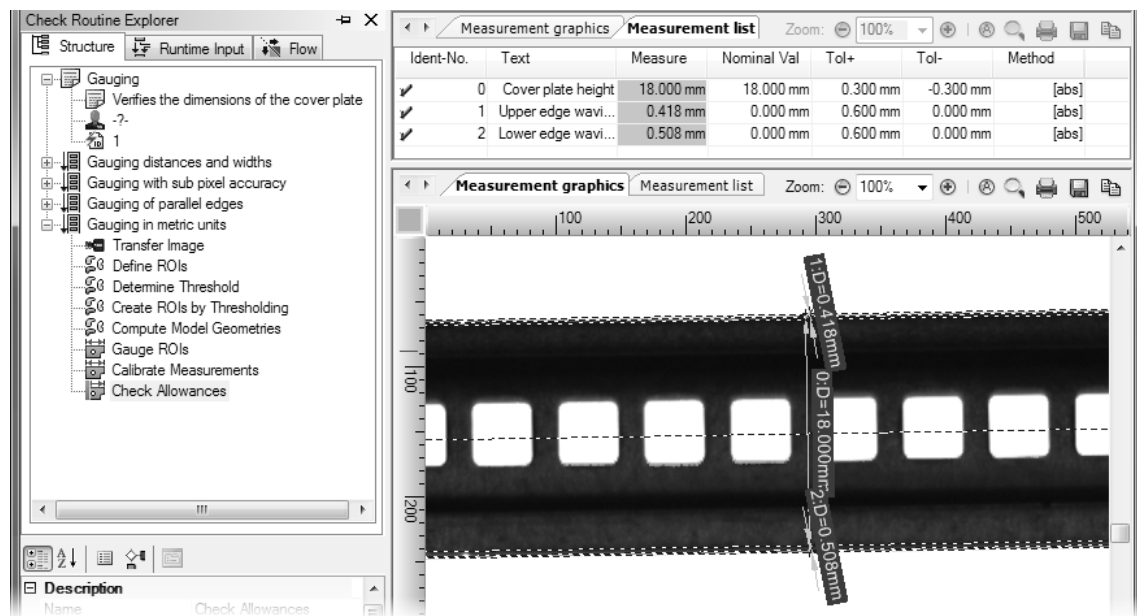 Check Routine Explorer
Structure Runtime Input Flow
Gauging
Verifies the dimensions of the cover plate
-?-
1
Gauging distances and widths
Gauging with sub pixel accuracy
Gauging of parallel edges
Gauging in metric units
Transfer Image
Define ROIs
Determine Threshold
Create ROIs by Thresholding
Compute Model Geometries
Gauge ROIs
Calibrate Measurements
Check Allowances
Description
Name Check Allowances
Measurement graphics Measurement list Zoom: 100%
Ident-No. Text Measure Nominal Val Tol+ Tol- Method
0 Cover plate height 18.000 mm 18.000 mm 0.300 mm -0.300 mm [abs]
1 Upper edge wavi... 0.418 mm 0.000 mm 0.600 mm 0.000 mm [abs]
2 Lower edge wavi... 0.508 mm 0.000 mm 0.600 mm 0.000 mm [abs]
Measurement graphics Measurement list Zoom: 100%
100 200 300 400 500
100
200
1:D=0.418mm
0:D=18.000mm
2:D=0.508mm